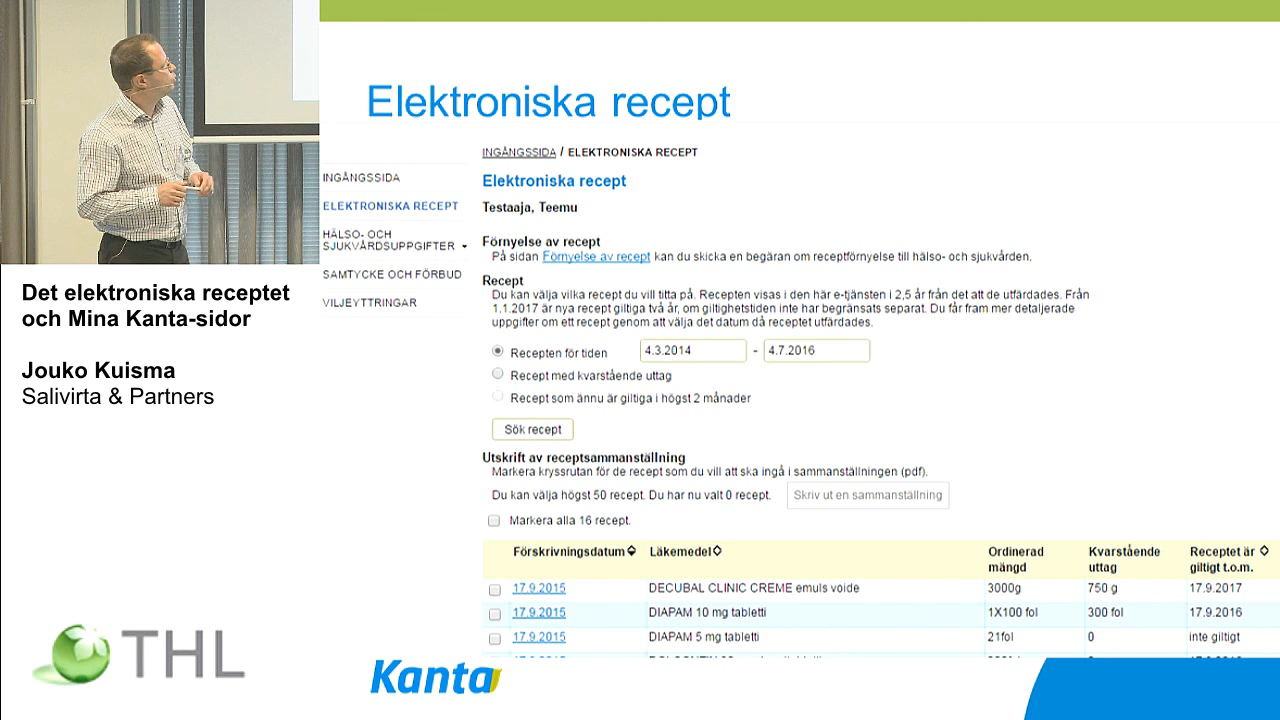 Elektroniska recept
INGÅNGSSIDA / ELEKTRONISKA RECEPT
INGÅNGSSIDA
ELEKTRONISKA RECEPT
HÄLSO- OCH
SJUKVÅRDSUPPGIFTER
SAMTYCKE OCH FÖRBUD
VILJEYTTRINGAR
Elektroniska recept
Testaaja, Teemu
Förnyelse av recept
På sidan Förnyelse av recept kan du skicka en begäran om receptförnyelse till hälso- och sjukvården.
Recept
Du kan välja vilka recept du vill titta på. Recepten visas i den här e-tjänsten i 2,5 år från det att de utfärdades. Från
1.1.2017 är nya recept giltiga två år, om giltighetstiden inte har begränsats separat. Du får fram mer detaljerade
uppgifter om ett recept genom att välja det datum då receptet utfärdades.
Recepten för tiden 4.3.2014 - 4.7.2016
Recept med kvarstående uttag
Recept som ännu är giltiga i högst 2 månader
Sök recept
Utskrift av receptsammanställning
Markera kryssrutan för de recept som du vill att ska ingå i sammanställningen (pdf).
Du kan välja högst 50 recept. Du har nu valt 0 recept. Skriv ut en sammanställning
Markera alla 16 recept.
Förskrivningsdatum Läkemedel Ordinerad mängd Kvarstående uttag Receptet är giltigt t.o.m.
17.9.2015 DECUBAL CLINIC CREME emuls voide 3000g 750 g 17.9.2017
17.9.2015 DIAPAM 10 mg tabletti 1X100 fol 300 fol 17.9.2016
17.9.2015 DIAPAM 5 mg tabletti 21fol 0 inte giltigt
Det elektroniska receptet
och Mina Kanta-sidor
Jouko Kuisma
Salivirta & Partners
THL
Kanta